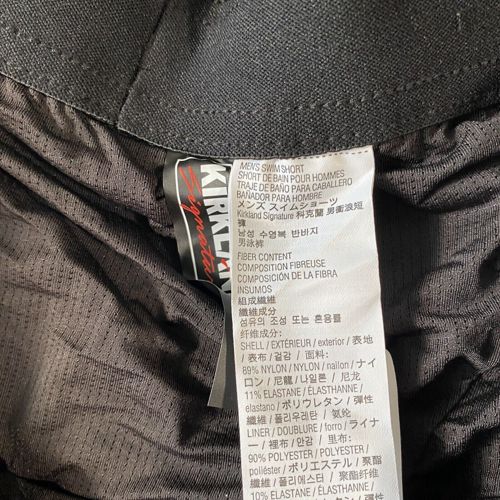 KIRKLAN
Signatu
MEN'S SWIM SHORT
SHORT DE BAIN POUR HOMMES
TRAJE DE BAÑO PARA CABALLERO
BAÑADOR PARA HOMBRE
メンズ スイムショーツ
Kirkland Signature 科克蘭 男衝浪短
褲
남성 수영복 반바지
男泳裤
FIBER CONTENT
COMPOSITION FIBREUSE
COMPOSICIÓN DE LA FIBRA
INSUMOS
組成繊維
纖維成分
섬유의 조성 또는 혼용률
纤维成分:
SHELL / EXTÉRIEUR / exterior / 表地
/ 表布 / 겉감 / 面料:
89% NYLON / NYLON / nailon / ナイ
ロン / 尼龍 / 나일론 / 尼龙
11% ELASTANE / ÉLASTHANNE /
elastano / ポリウレタン / 彈性
纖維 / 폴리우레탄 / 氨纶
LINER / DOUBLURE / forro / ライナ
ー / 裡布 / 안감 / 里布:
90% POLYESTER / POLYESTER /
poliéster / ポリエステル / 聚酯
纖維 / 폴리에스터 / 聚酯
10% ELASTANE / ÉLASTHANNE /